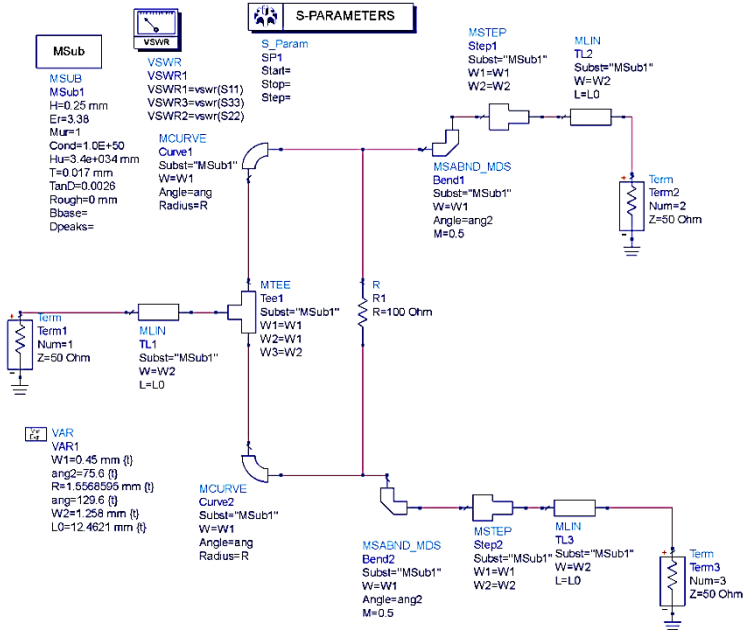 S-PARAMETERS
MSub
MSUB
MSub1
H=0.25 mm
Er=3.38
Mur=1
Cond=1.0E+50
Hu=3.4e+034 mm
T=0.017 mm
TanD=0.0026
Rough=0 mm
Bbase=
Dpeaks=
VSWR
VSWR
VSWR1
VSWR1=vswr(S11)
VSWR3=vswr(S33)
VSWR2=vswr(S22)
S_Param
SP1
Start=
Stop=
Step=
MCURVE
Curve1
Subst="MSub1"
W=W1
Angle=ang
Radius=R
MSTEP
Step1
Subst="MSub1"
W1=W1
W2=W2
MLIN
TL2
Subst="MSub1"
W=W2
L=L0
MSABND_MDS
Bend1
Subst="MSub1"
W=W1
Angle=ang2
M=0.5
Term
Term2
Num=2
Z=50 Ohm
MTEE
Tee1
Subst="MSub1"
W1=W1
W2=W1
W3=W2
R
R1
R=100 Ohm
Term
Term1
Num=1
Z=50 Ohm
MLIN
TL1
Subst="MSub1"
W=W2
L=L0
Var
Eqn
VAR
VAR1
W1=0.45 mm {t}
ang2=75.6 {t}
R=1.5568595 mm {t}
ang=129.6 {t}
W2=1.258 mm {t}
L0=12.4621 mm {t}
MCURVE
Curve2
Subst="MSub1"
W=W1
Angle=ang
Radius=R
MSABND_MDS
Bend2
Subst="MSub1"
W=W1
Angle=ang2
M=0.5
MSTEP
Step2
Subst="MSub1"
W1=W1
W2=W2
MLIN
TL3
Subst="MSub1"
W=W2
L=L0
Term
Term3
Num=3
Z=50 Ohm